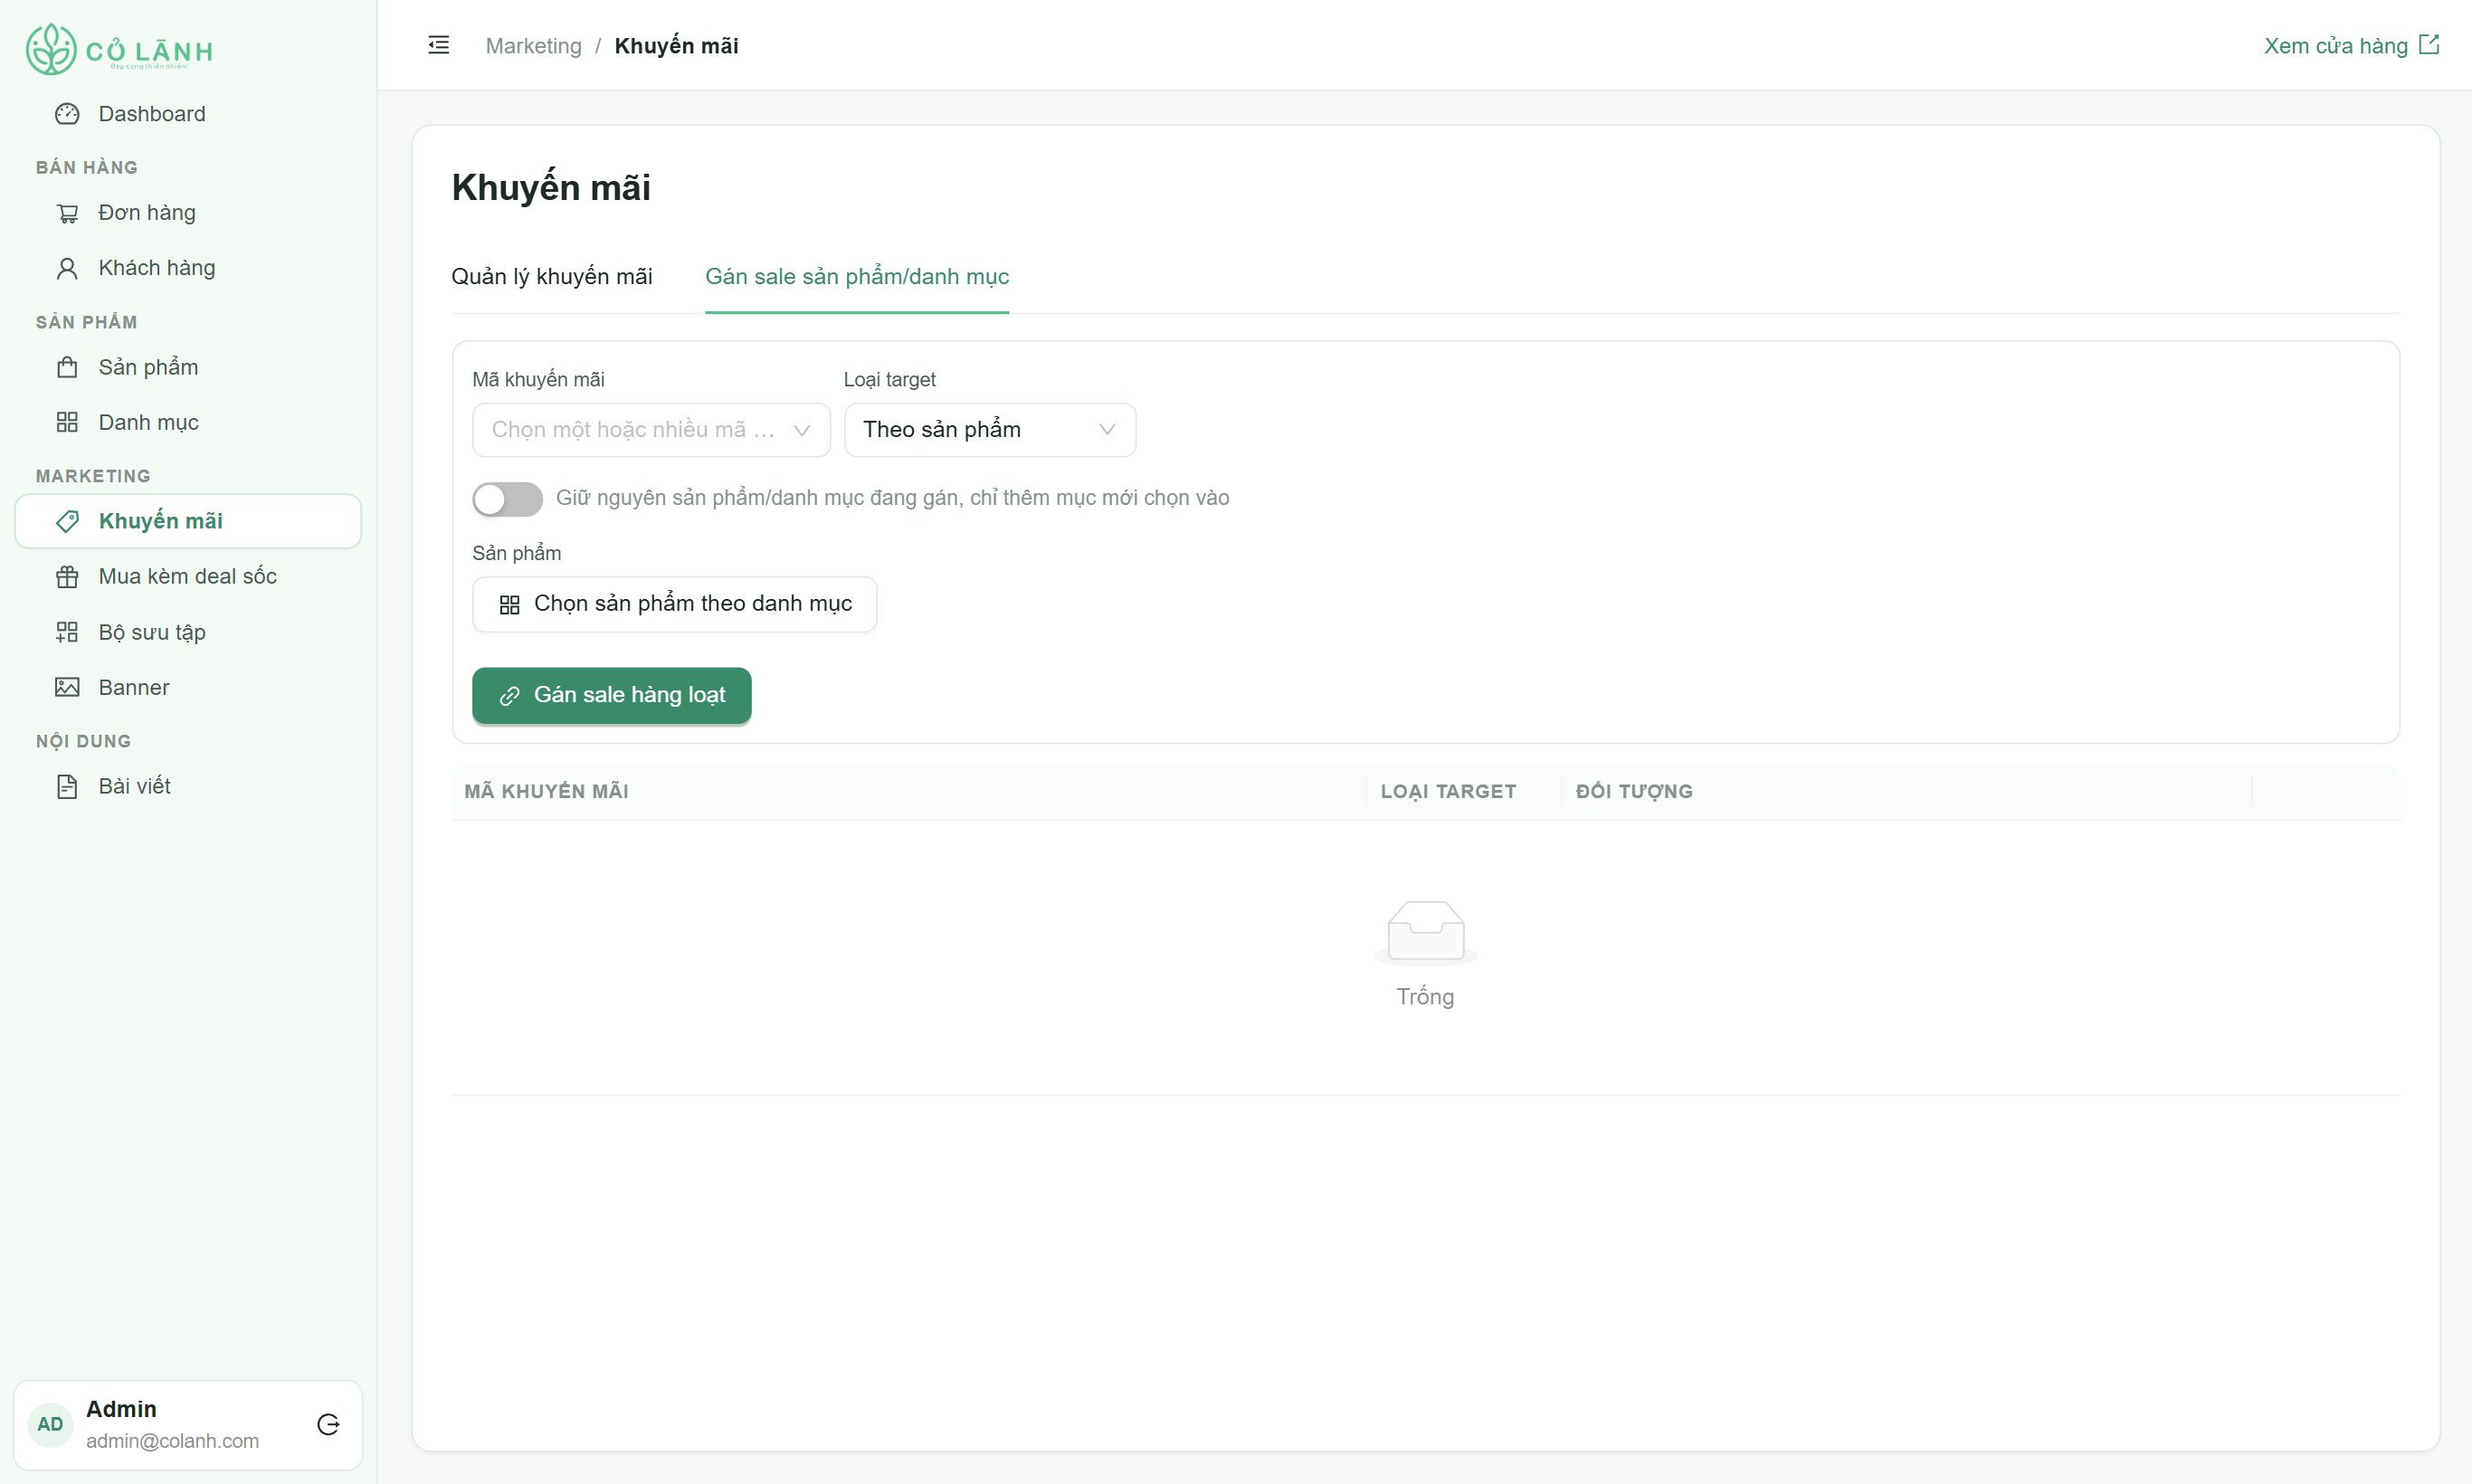 CỎ LÃNH
Đẹp cùng thiên nhiên!
Dashboard
BÁN HÀNG
Đơn hàng
Khách hàng
SẢN PHẨM
Sản phẩm
Danh mục
MARKETING
Khuyến mãi
Mua kèm deal sốc
Bộ sưu tập
Banner
NỘI DUNG
Bài viết
AD
Admin
admin@colanh.com
Marketing / Khuyến mãi
Xem cửa hàng
Khuyến mãi
Quản lý khuyến mãi
Gán sale sản phẩm/danh mục
Mã khuyến mãi
Loại target
Chọn một hoặc nhiều mã ...
Theo sản phẩm
Giữ nguyên sản phẩm/danh mục đang gán, chỉ thêm mục mới chọn vào
Sản phẩm
Chọn sản phẩm theo danh mục
Gán sale hàng loạt
MÃ KHUYẾN MÃI
LOẠI TARGET
ĐỐI TƯỢNG
Trống